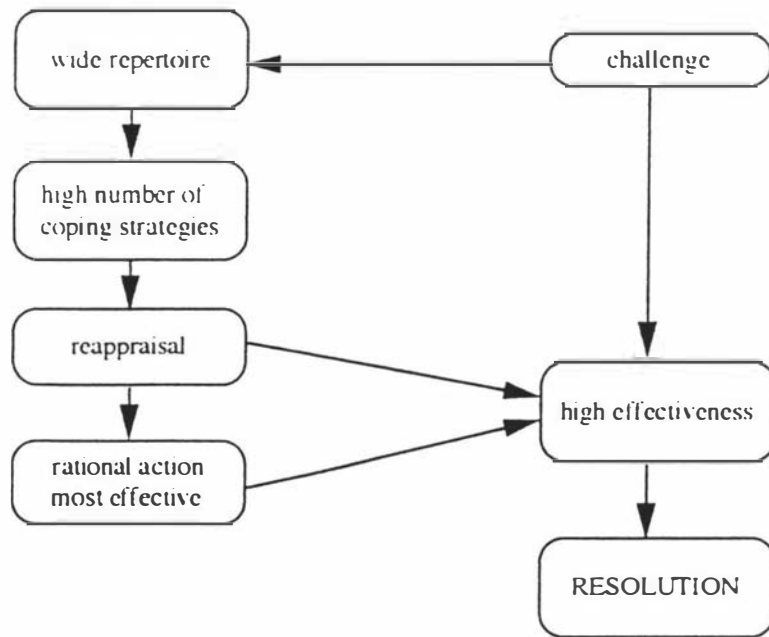 wide repertoire
challenge
high number of
coping strategies
reappraisal
high effectiveness
rational action
most effective
RESOLUTION